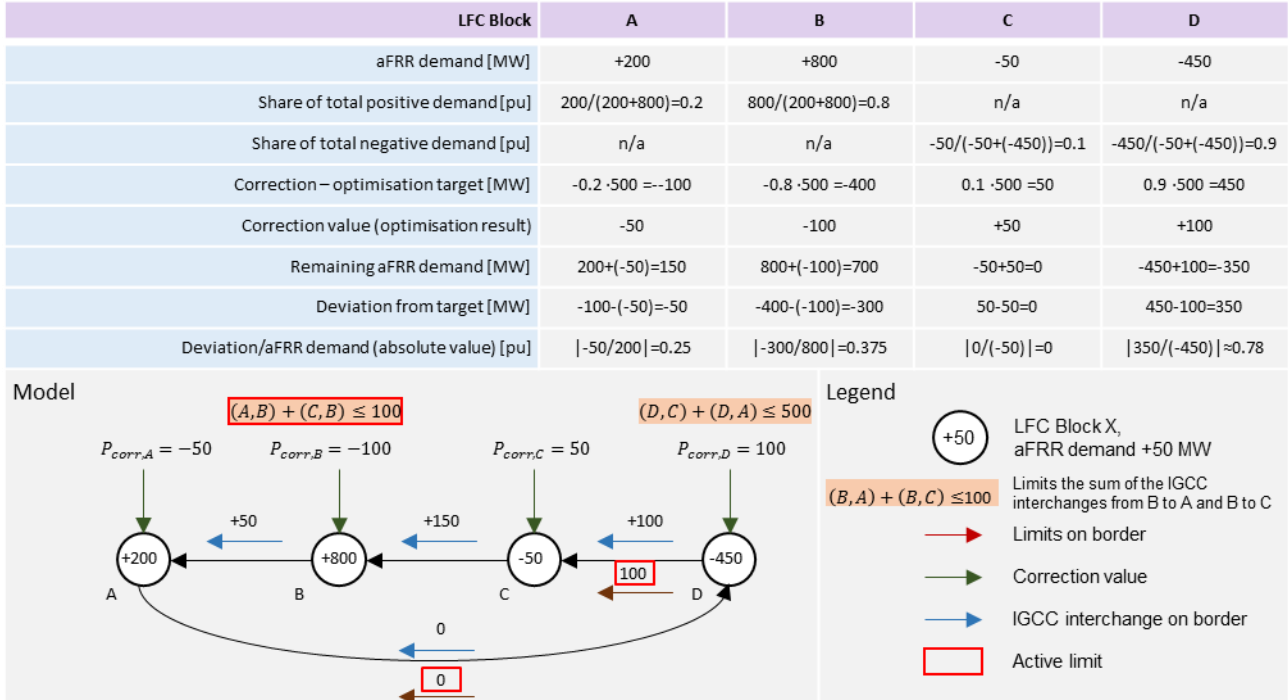 LFC Block A B C D
aFRR demand [MW] +200 +800 -50 -450
Share of total positive demand [pu] 200/(200+800)=0.2 800/(200+800)=0.8 n/a n/a
Share of total negative demand [pu] n/a n/a -50/(-50+(-450))=0.1 -450/(-50+(-450))=0.9
Correction – optimisation target [MW] -0.2 ·500 =--100 -0.8 ·500 =-400 0.1 ·500 =50 0.9 ·500 =450
Correction value (optimisation result) -50 -100 +50 +100
Remaining aFRR demand [MW] 200+(-50)=150 800+(-100)=700 -50+50=0 -450+100=-350
Deviation from target [MW] -100-(-50)=-50 -400-(-100)=-300 50-50=0 450-100=350
Deviation/aFRR demand (absolute value) [pu] |-50/200|=0.25 |-300/800|=0.375 |0/(-50)|=0 |350/(-450)|≈0.78
Model
(A,B) + (C,B) ≤ 100 (D,C) + (D,A) ≤ 500
P_corr,A = −50 P_corr,B = −100 P_corr,C = 50 P_corr,D = 100
+50 +150 +100
+200 +800 -50 -450
100
A B C D
0
0
Legend
+50
LFC Block X,
aFRR demand +50 MW
(B,A) + (B,C) ≤100
Limits the sum of the IGCC
interchanges from B to A and B to C
Limits on border
Correction value
IGCC interchange on border
Active limit